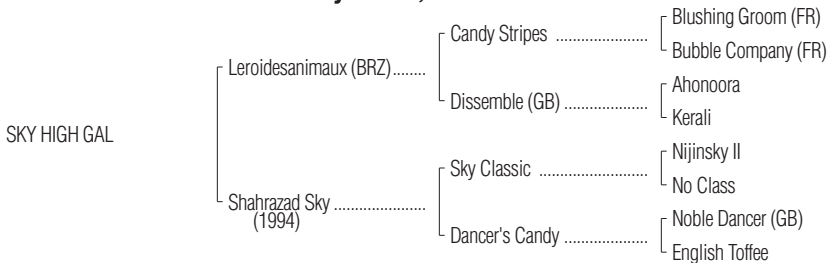 Blushing Groom (FR)
Candy Stripes ....................
Bubble Company (FR)
Leroidesanimaux (BRZ)........
Ahonoora
Dissemble (GB) ..................
Kerali
SKY HIGH GAL
Nijinsky II
Sky Classic .......................
No Class
Shahrazad Sky ....................
(1994)
Noble Dancer (GB)
Dancer's Candy ..................
English Toffee